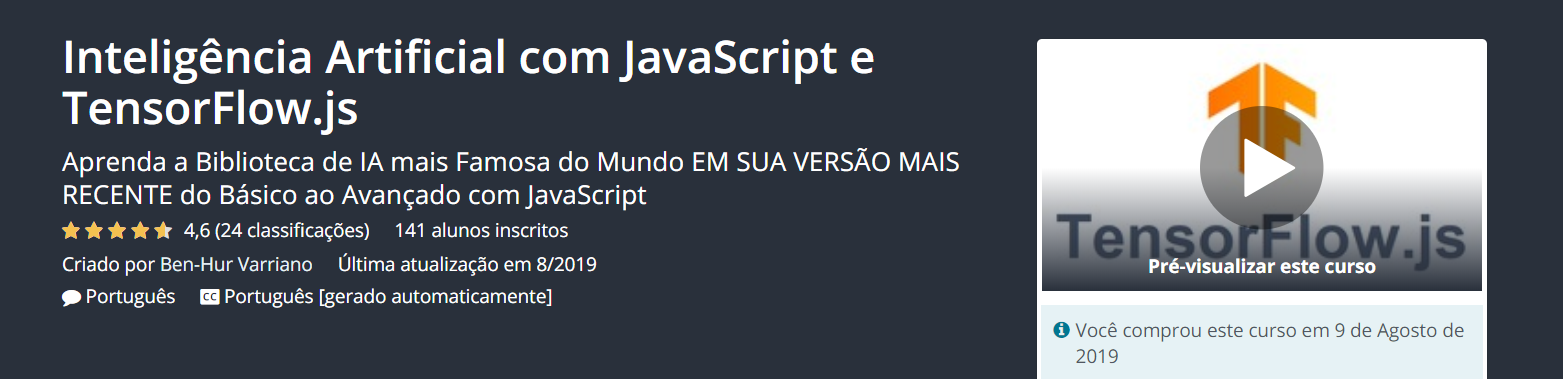 Inteligência Artificial com JavaScript e
TensorFlow.js
Aprenda a Biblioteca de IA mais Famosa do Mundo EM SUA VERSÃO MAIS
RECENTE do Básico ao Avançado com JavaScript
4,6 (24 classificações) 141 alunos inscritos
Criado por Ben-Hur Varriano Última atualização em 8/2019
Português CC Português [gerado automaticamente]
TensorFlow.js
Pré-visualizar este curso
Você comprou este curso em 9 de Agosto de
2019